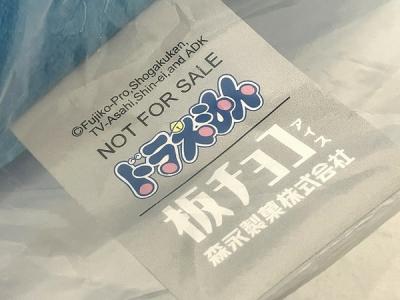 ©Fujiko-Pro,Shogakukan,
TV-Asahi,Shin-ei,and ADK
NOT FOR SALE
ドラえもん
板チョコ アイス
森永製菓株式会社